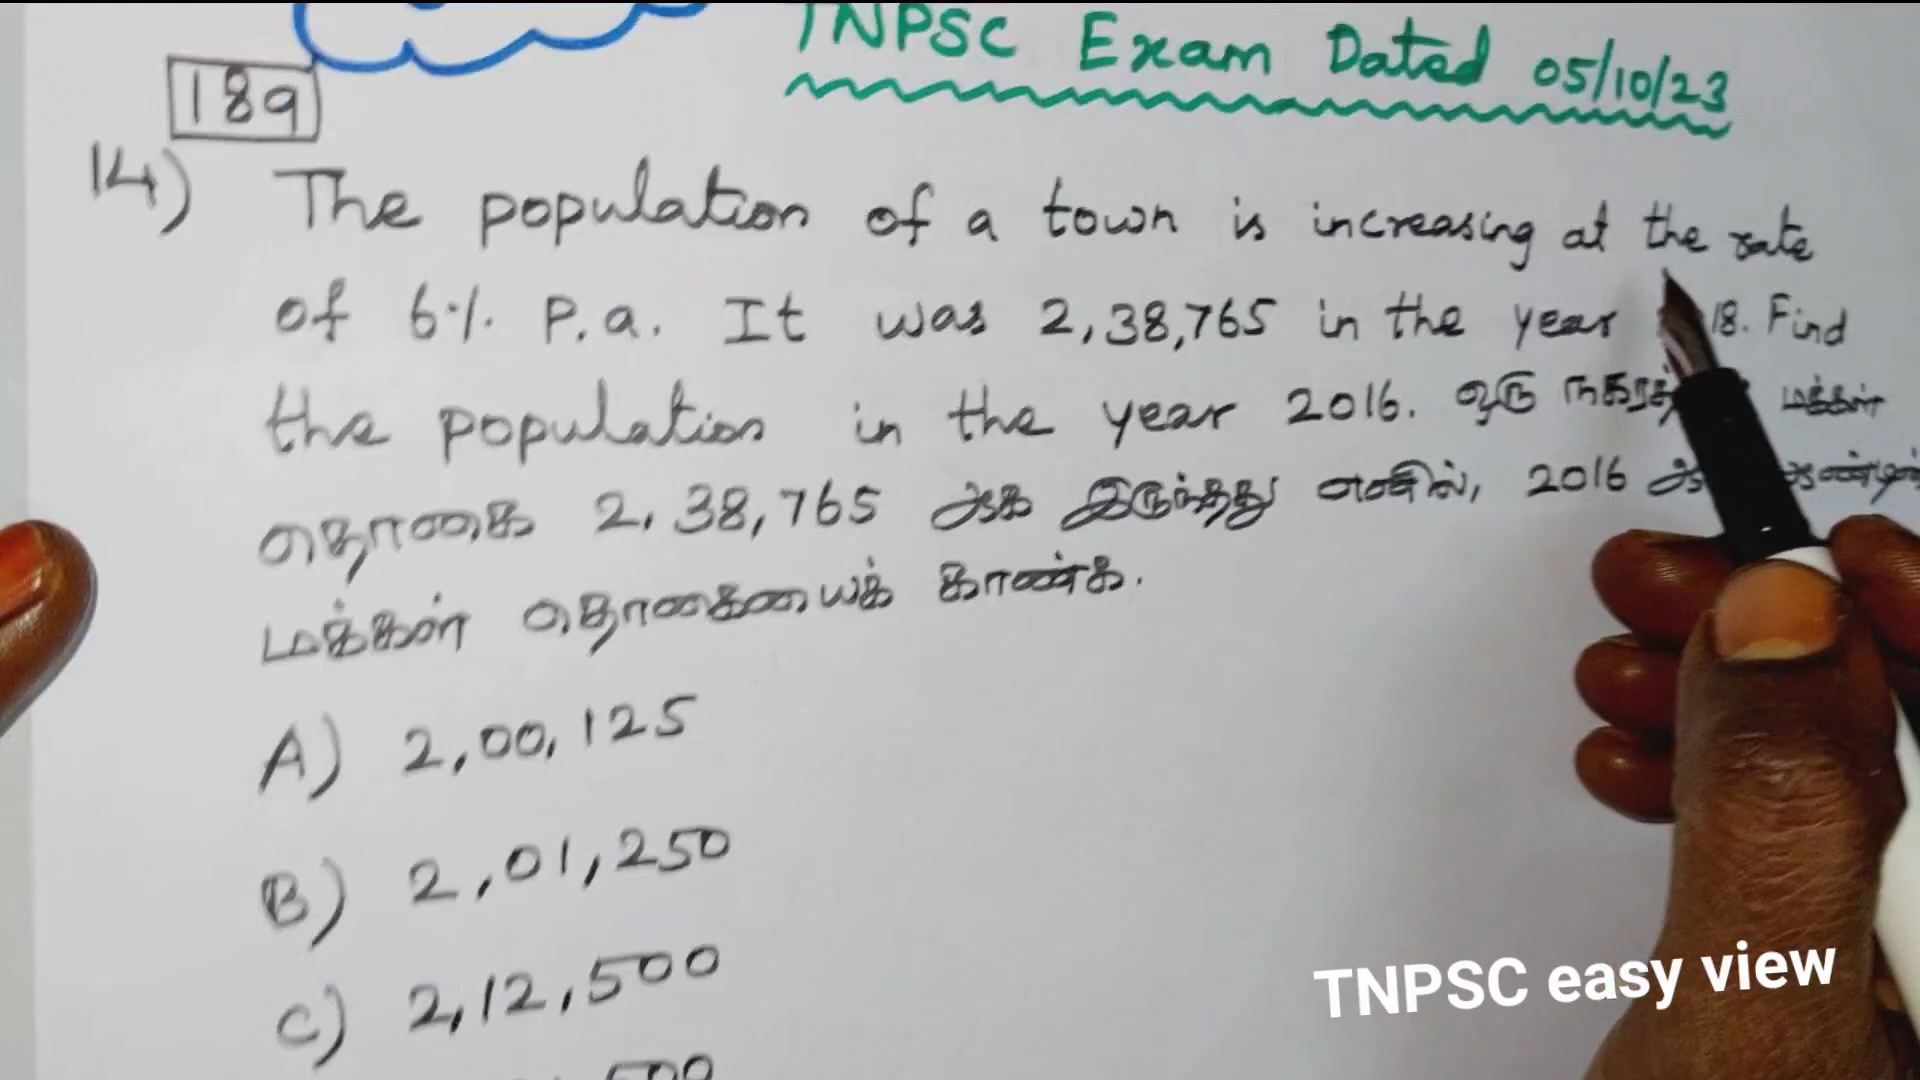 TNPSC Exam Dated 05/10/23
189
14) The population of a town is increasing at the rate
of 6% P.a. It was 2,38,765 in the year 18. Find
the population in the year 2016. ஒரு மக்கள்
தொகை 2,38,765 ஆக இருந்தது எனில், 2016
மக்கள் தொகையைக் காண்க.
A) 2,00,125
B) 2,01,250
C) 2,12,500
500
TNPSC easy view